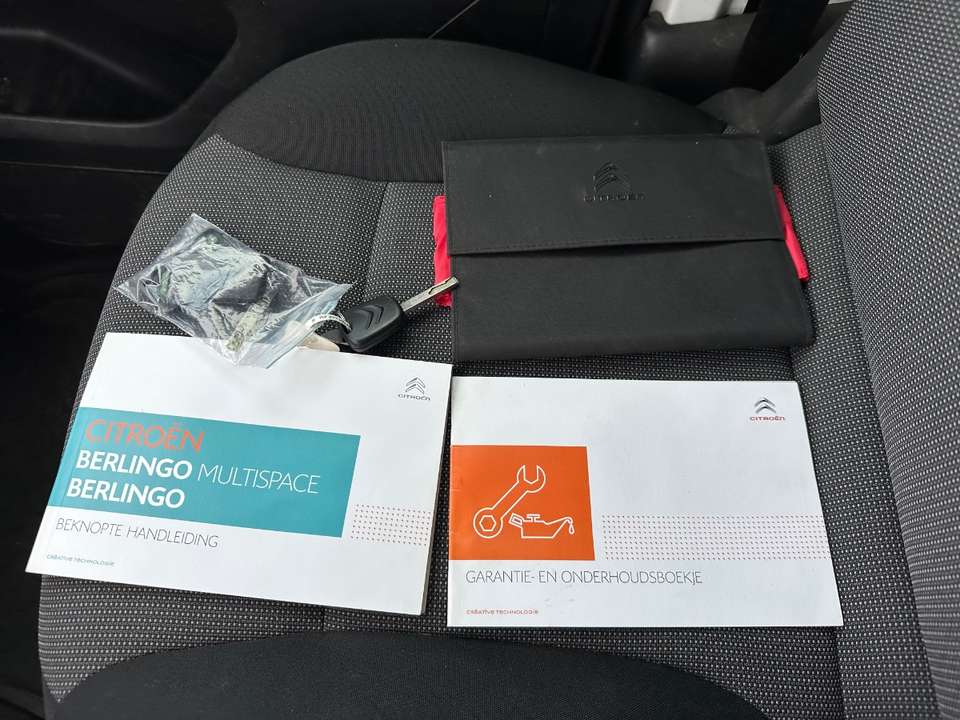 CITROËN
CITROËN
CITROËN
BERLINGO MULTISPACE
BERLINGO
BEKNOPTE HANDLEIDING
CRÉATIVE TECHNOLOGIE
CITROËN
GARANTIE- EN ONDERHOUDSBOEKJE
CRÉATIVE TECHNOLOGIE